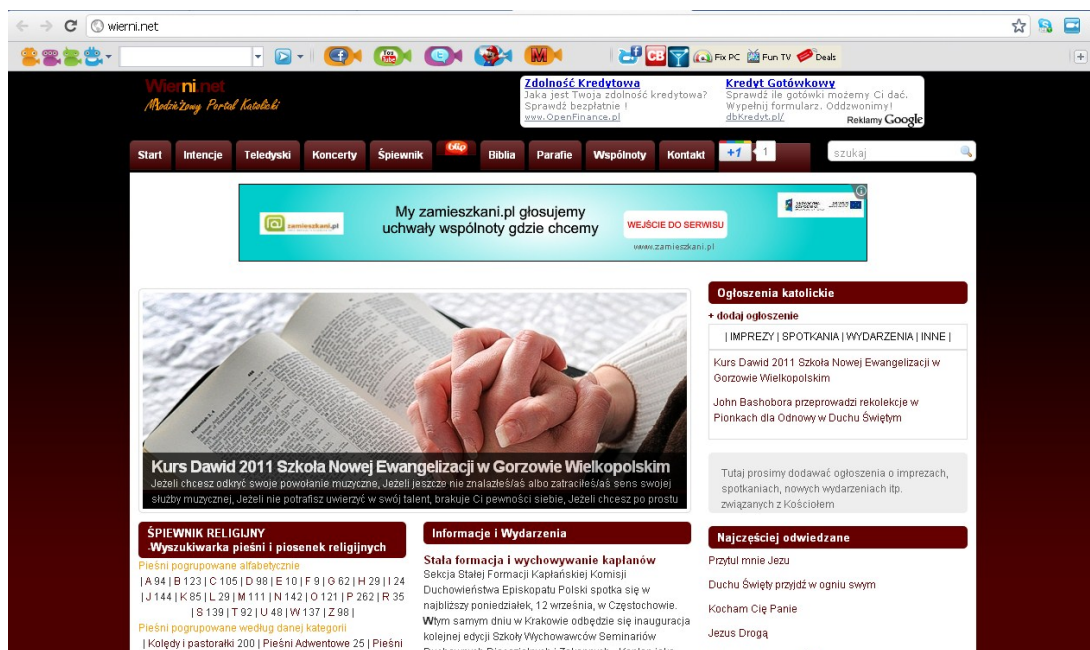 wierni.net
Fix PC Fun TV Deals
Wierni.net
Młodzieżowy Portal Katolicki
Zdolność Kredytowa
Jaka jest Twoja zdolność kredytowa?
Sprawdź bezpłatnie !
www.OpenFinance.pl
Kredyt Gotówkowy
Sprawdź ile gotówki możemy Ci dać.
Wypełnij formularz. Oddzwonimy!
dbKredyt.pl/
Reklamy Google
Start Intencje Teledyski Koncerty Śpiewnik blip Biblia Parafie Wspólnoty Kontakt +1 1 szukaj
zamieszkani.pl
My zamieszkani.pl głosujemy
uchwały wspólnoty gdzie chcemy
WEJŚCIE DO SERWISU
www.zamieszkani.pl
Kurs Dawid 2011 Szkoła Nowej Ewangelizacji w Gorzowie Wielkopolskim
Jeżeli chcesz odkryć swoje powołanie muzyczne, Jeżeli jeszcze nie znalazłeś/aś albo zatraciłeś/aś sens swojej
służby muzycznej, Jeżeli nie potrafisz uwierzyć w swój talent, brakuje Ci pewności siebie, Jeżeli chcesz po prostu
Ogłoszenia katolickie
+ dodaj ogłoszenie
| IMPREZY | SPOTKANIA | WYDARZENIA | INNE |
Kurs Dawid 2011 Szkoła Nowej Ewangelizacji w
Gorzowie Wielkopolskim
John Bashobora przeprowadzi rekolekcje w
Pionkach dla Odnowy w Duchu Świętym
Tutaj prosimy dodawać ogłoszenia o imprezach,
spotkaniach, nowych wydarzeniach itp.
związanych z Kościołem
ŚPIEWNIK RELIGIJNY
-Wyszukiwarka pieśni i piosenek religijnych
Pieśni pogrupowane alfabetycznie
| A 94 | B 123 | C 105 | D 98 | E 10 | F 9 | G 62 | H 29 | I 24
| J 144 | K 85 | L 29 | M 111 | N 142 | O 121 | P 262 | R 35
| S 139 | T 92 | U 48 | W 137 | Z 98 |
Pieśni pogrupowane według danej kategorii
| Kolędy i pastorałki 200 | Pieśni Adwentowe 25 | Pieśni
Informacje i Wydarzenia
Stała formacja i wychowywanie kapłanów
Sekcja Stałej Formacji Kapłańskiej Komisji
Duchowieństwa Episkopatu Polski spotka się w
najbliższy poniedziałek, 12 września, w Częstochowie.
Wtym samym dniu w Krakowie odbędzie się inauguracja
kolejnej edycji Szkoły Wychowawców Seminariów
Najczęściej odwiedzane
Przytul mnie Jezu
Duchu Święty przyjdź w ogniu swym
Kocham Cię Panie
Jezus Drogą